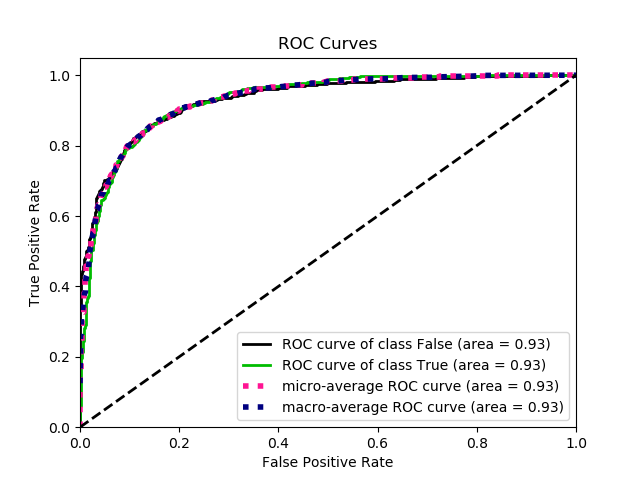 ROC Curves
True Positive Rate
1.0
0.8
0.6
0.4
0.2
0.0
ROC curve of class False (area = 0.93)
ROC curve of class True (area = 0.93)
micro-average ROC curve (area = 0.93)
macro-average ROC curve (area = 0.93)
0.0 0.2 0.4 0.6 0.8 1.0
False Positive Rate